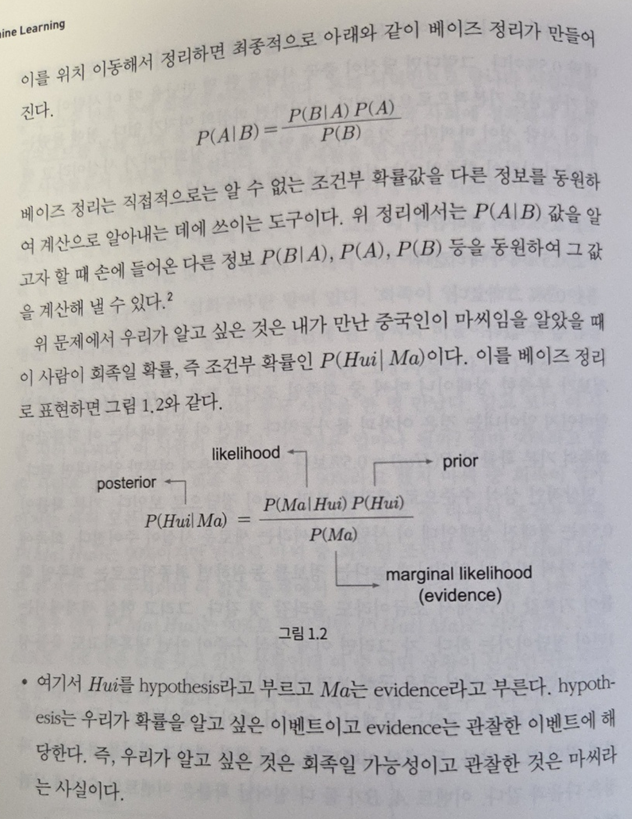 ine Learning
이를 위치 이동해서 정리하면 최종적으로 아래와 같이 베이즈 정리가 만들어
진다.
P(A|B) = P(B|A) P(A) / P(B)
베이즈 정리는 직접적으로는 알 수 없는 조건부 확률값을 다른 정보를 동원하
여 계산으로 알아내는 데에 쓰이는 도구이다. 위 정리에서는 P(A|B) 값을 알
고자 할 때 손에 들어온 다른 정보 P(B|A), P(A), P(B) 등을 동원하여 그 값
을 계산해 낼 수 있다.²
위 문제에서 우리가 알고 싶은 것은 내가 만난 중국인이 마씨임을 알았을 때
이 사람이 회족일 확률, 즉 조건부 확률인 P(Hui|Ma)이다. 이를 베이즈 정리
로 표현하면 그림 1.2와 같다.
likelihood
prior
posterior
P(Hui|Ma) = P(Ma|Hui) P(Hui) / P(Ma)
marginal likelihood
(evidence)
그림 1.2
• 여기서 Hui를 hypothesis라고 부르고 Ma는 evidence라고 부른다. hypoth-
esis는 우리가 확률을 알고 싶은 이벤트이고 evidence는 관찰한 이벤트에 해
당한다. 즉, 우리가 알고 싶은 것은 회족일 가능성이고 관찰한 것은 마씨라
는 사실이다.